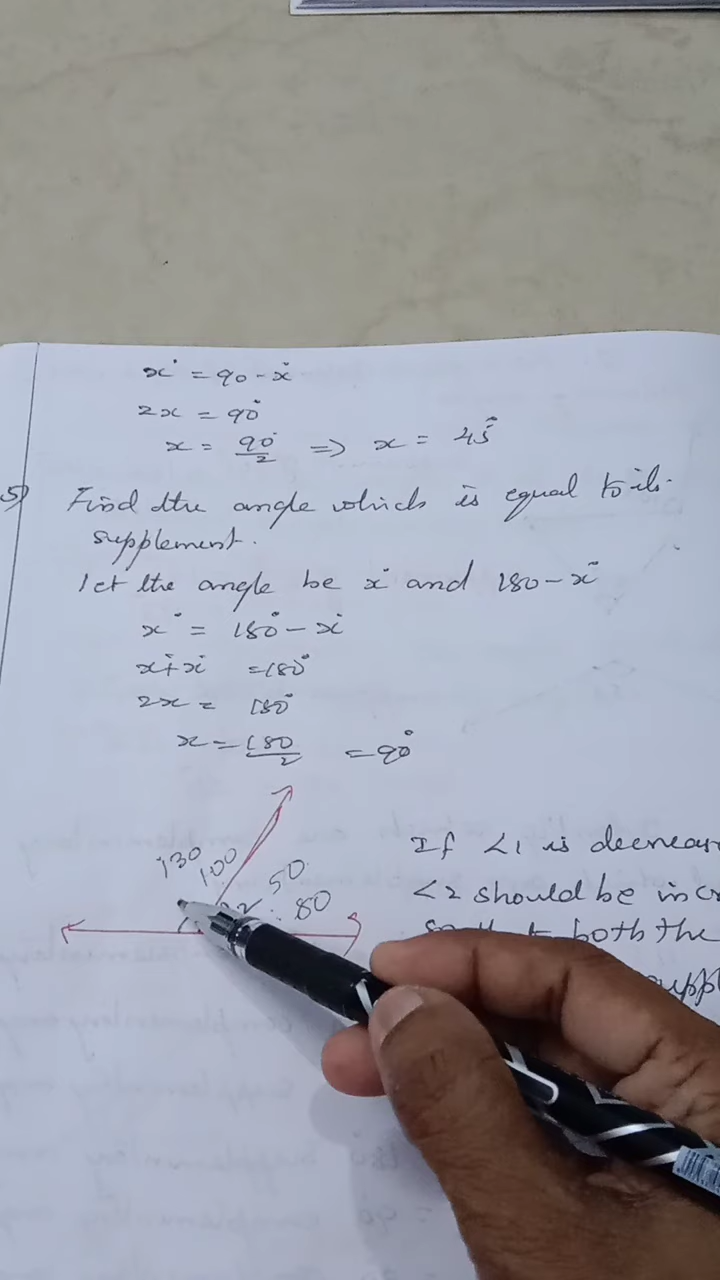 x° = 90 - x°
2x = 90°
x = 90°/2 => x = 45°
5) Find the angle which is equal to its
supplement.
let the angle be x° and 180 - x°
x° = 180° - x°
x° + x° = 180°
2x = 180°
x = 180/2 = 90°
130 100 50
80
If <1 is decreas
<2 should be incr
both the
suppl